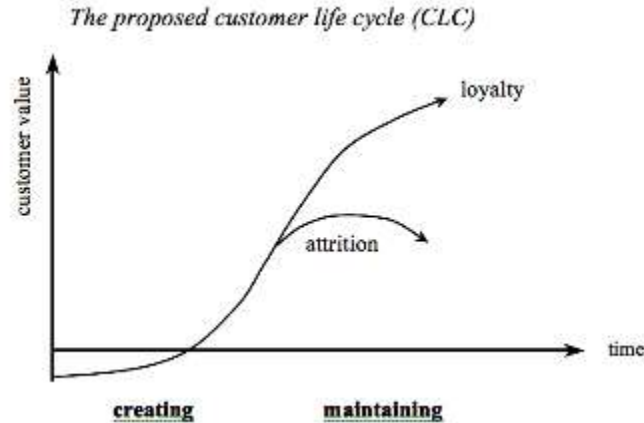 The proposed customer life cycle (CLC)
customer value
loyalty
attrition
time
creating
maintaining